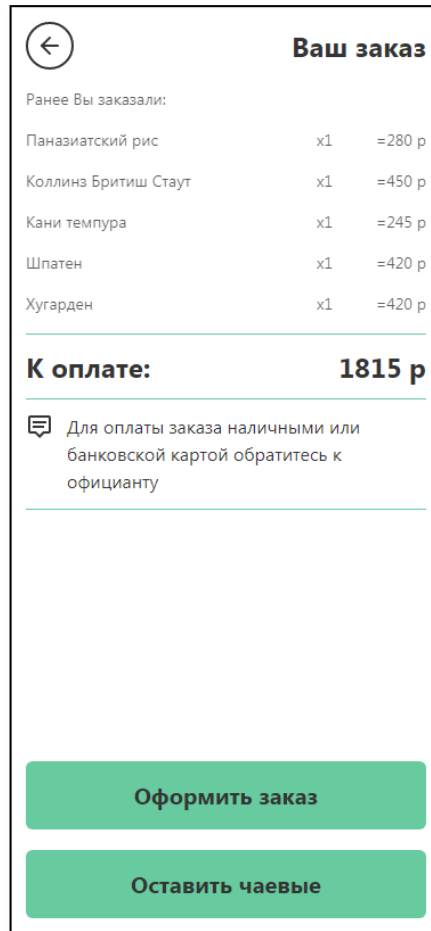 Ваш заказ
Ранее Вы заказали:
Паназиатский рис x1 =280 р
Коллинз Бритиш Стаут x1 =450 р
Кани темпура x1 =245 р
Шпатен x1 =420 р
Хугарден x1 =420 р
К оплате: 1815 р
Для оплаты заказа наличными или
банковской картой обратитесь к
официанту
Оформить заказ
Оставить чаевые